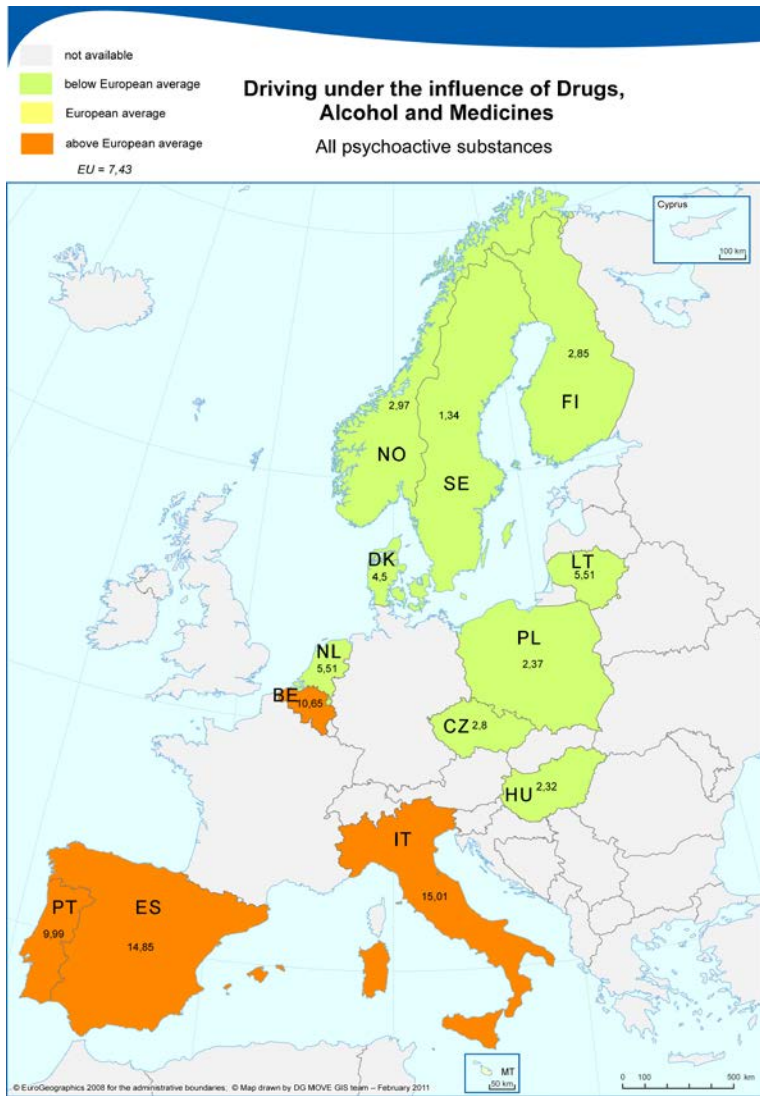 not available
below European average
European average
above European average
EU = 7,43
Driving under the influence of Drugs,
Alcohol and Medicines
All psychoactive substances
Cyprus
100 km
2,85
FI
2,97
NO
1,34
SE
DK
4,5
LT
5,51
NL
5,51
PL
2,37
BE
10,65
CZ 2,8
HU 2,32
IT
15,01
PT
9,99
ES
14,85
MT
50 km
0 100 500 km
© EuroGeographics 2008 for the administrative boundaries; © Map drawn by DG MOVE GIS team – February 2011